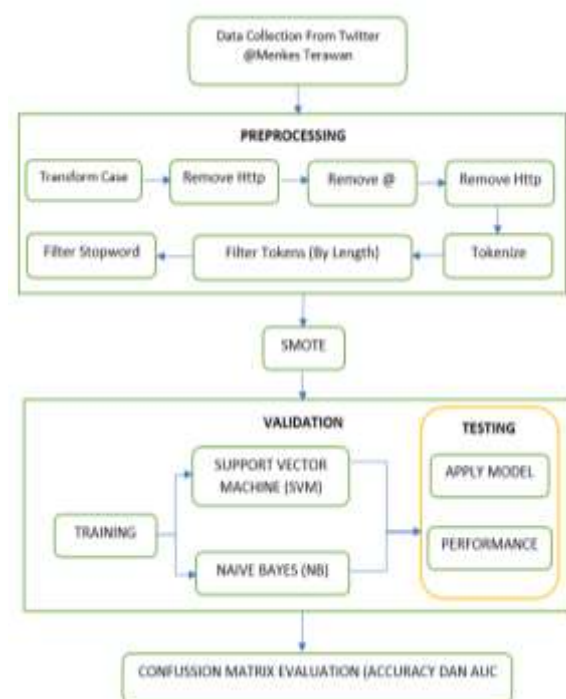 Data Collection From Twitter
@Menkes Terawan
PREPROCESSING
Transform Case
Remove Http
Remove @
Remove Http
Filter Stopword
Filter Tokens (By Length)
Tokenize
SMOTE
VALIDATION
TESTING
SUPPORT VECTOR
MACHINE (SVM)
APPLY MODEL
TRAINING
PERFORMANCE
NAIVE BAYES (NB)
CONFUSSION MATRIX EVALUATION (ACCURACY DAN AUC